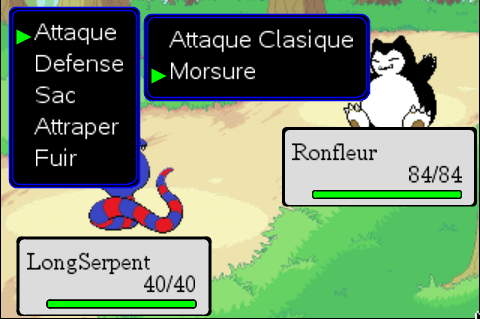 Attaque
Defense
Sac
Attraper
Fuir
Attaque Clasique
Morsure
Ronfleur
84/84
LongSerpent
40/40